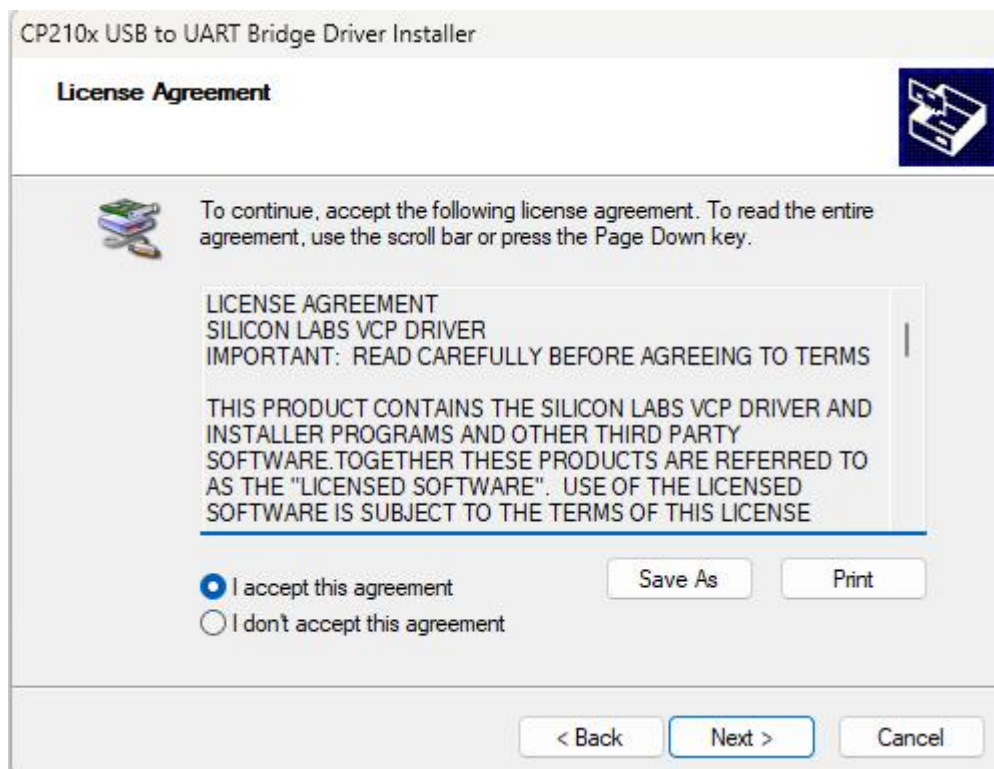 CP210x USB to UART Bridge Driver Installer
License Agreement
To continue, accept the following license agreement. To read the entire
agreement, use the scroll bar or press the Page Down key.
LICENSE AGREEMENT
SILICON LABS VCP DRIVER
IMPORTANT:  READ CAREFULLY BEFORE AGREEING TO TERMS
THIS PRODUCT CONTAINS THE SILICON LABS VCP DRIVER AND
INSTALLER PROGRAMS AND OTHER THIRD PARTY
SOFTWARE.TOGETHER THESE PRODUCTS ARE REFERRED TO
AS THE "LICENSED SOFTWARE".  USE OF THE LICENSED
SOFTWARE IS SUBJECT TO THE TERMS OF THIS LICENSE
I accept this agreement
Save As
Print
I don't accept this agreement
< Back
Next >
Cancel